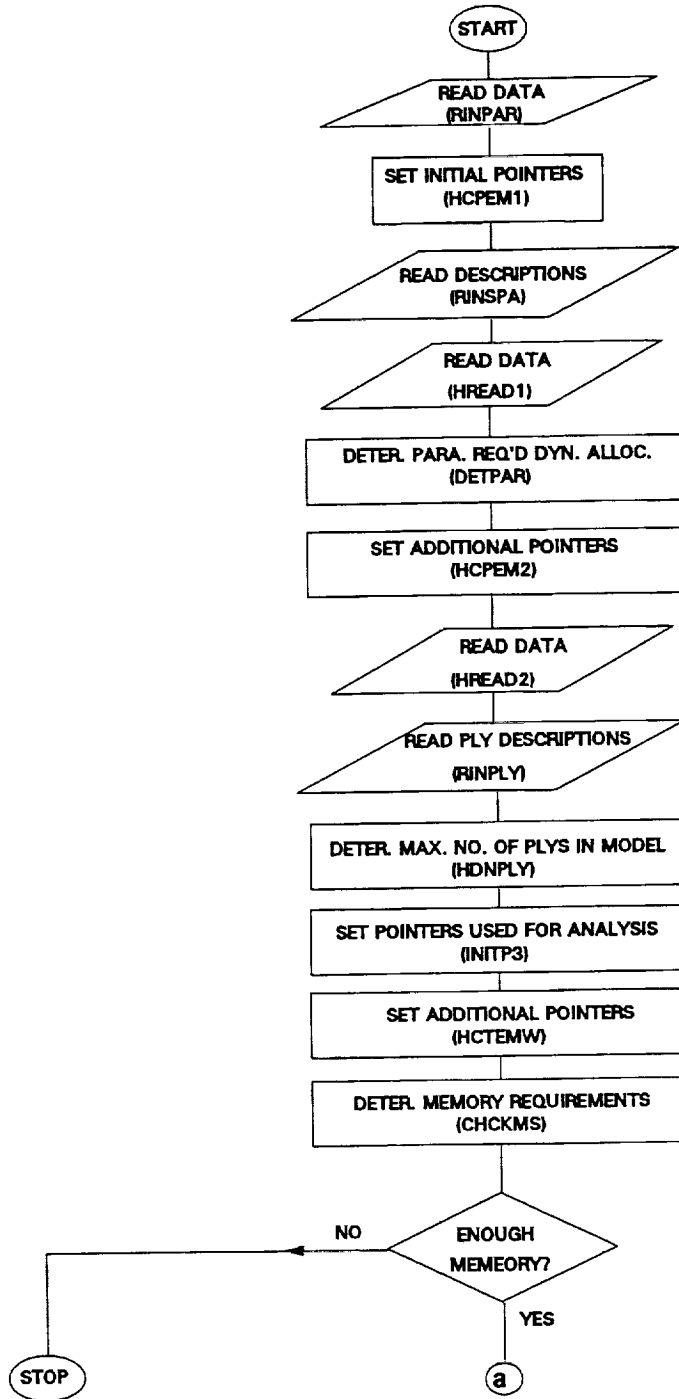 START
READ DATA
(RINPAR)
SET INITIAL POINTERS
(HCPEM1)
READ DESCRIPTIONS
(RINSPA)
READ DATA
(HREAD1)
DETER. PARA. REQ'D DYN. ALLOC.
(DETPAR)
SET ADDITIONAL POINTERS
(HCPEM2)
READ DATA
(HREAD2)
READ PLY DESCRIPTIONS
(RINPLY)
DETER. MAX. NO. OF PLYS IN MODEL
(HDNPLY)
SET POINTERS USED FOR ANALYSIS
(INITP3)
SET ADDITIONAL POINTERS
(HCTEMW)
DETER. MEMORY REQUIREMENTS
(CHCKMS)
NO
ENOUGH
MEMEORY?
YES
STOP
a